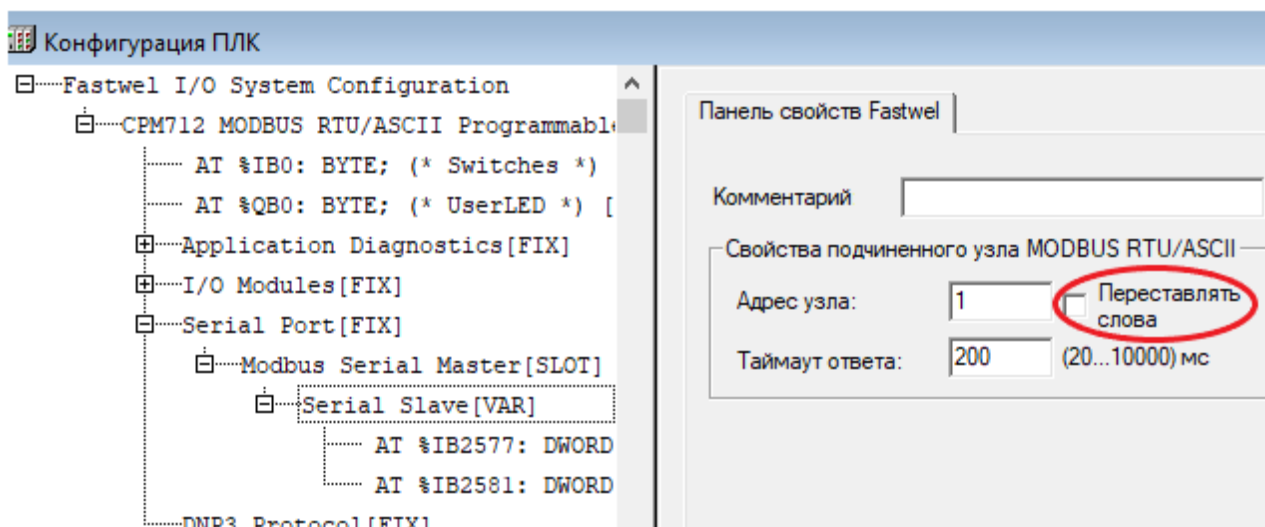 Конфигурация ПЛК
Fastwel I/O System Configuration
CPM712 MODBUS RTU/ASCII
AT %IB0: BYTE; (* Switches *)
AT %QB0: BYTE; (* UserLED *) [
Application Diagnostics[FIX]
I/O Modules[FIX]
Serial Port[FIX]
Modbus Serial Master[SLOT]
Serial Slave[VAR]
AT %IB2577: DWORD
AT %IB2581: DWORD
DNP3 Protocol[FIX]
Панель свойств Fastwel
Комментарий
Свойства подчиненного узла MODBUS RTU/ASCII
Адрес узла: 1 Переставлять
слова
Таймаут ответа: 200 (20...10000) мс